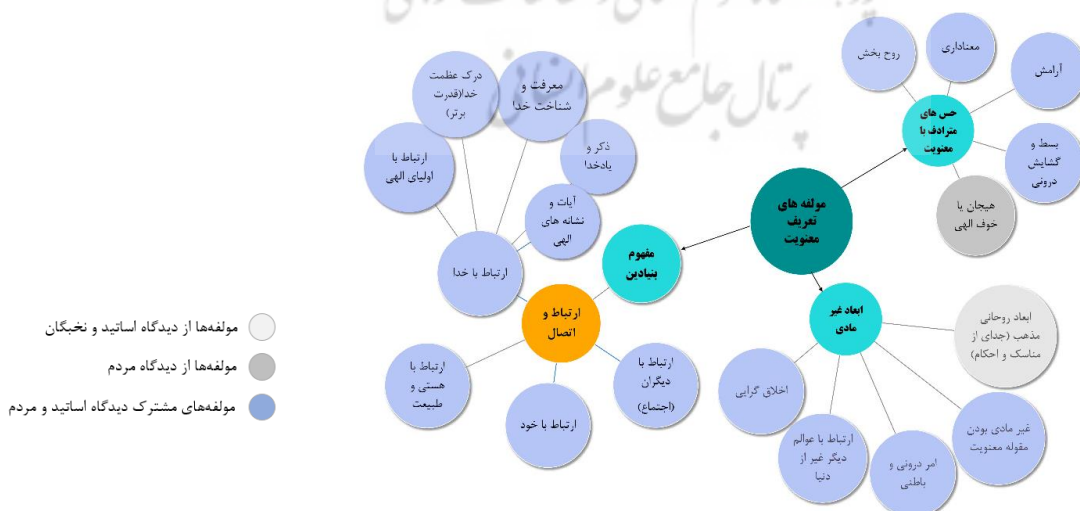 پرتال جامع علوم انسانی
مولفه های
تعریف
معنویت
حس های
مترادف با
معنویت
روح بخش
معناداری
آرامش
بسط و
گشایش
درونی
هیجان یا
خوف الهی
مفهوم
بنیادین
ارتباط و
اتصال
ارتباط با خدا
ارتباط با
اولیای الهی
درک عظمت
خدا(قدرت
برتر)
معرفت و
شناخت خدا
ذکر و
یادخدا
آیات و
نشانه های
الهی
ارتباط با
هستی و
طبیعت
ارتباط با خود
ارتباط با
دیگران
(اجتماع)
ابعاد غیر
مادی
ابعاد روحانی
مذهب (جدای از
مناسک و احکام)
غیر مادی بودن
مقوله معنویت
امر درونی و
باطنی
ارتباط با عوالم
دیگر غیر از
دنیا
اخلاق گرایی
مولفه‌ها از دیدگاه اساتید و نخبگان
مولفه‌ها از دیدگاه مردم
مولفه‌های مشترک دیدگاه اساتید و مردم